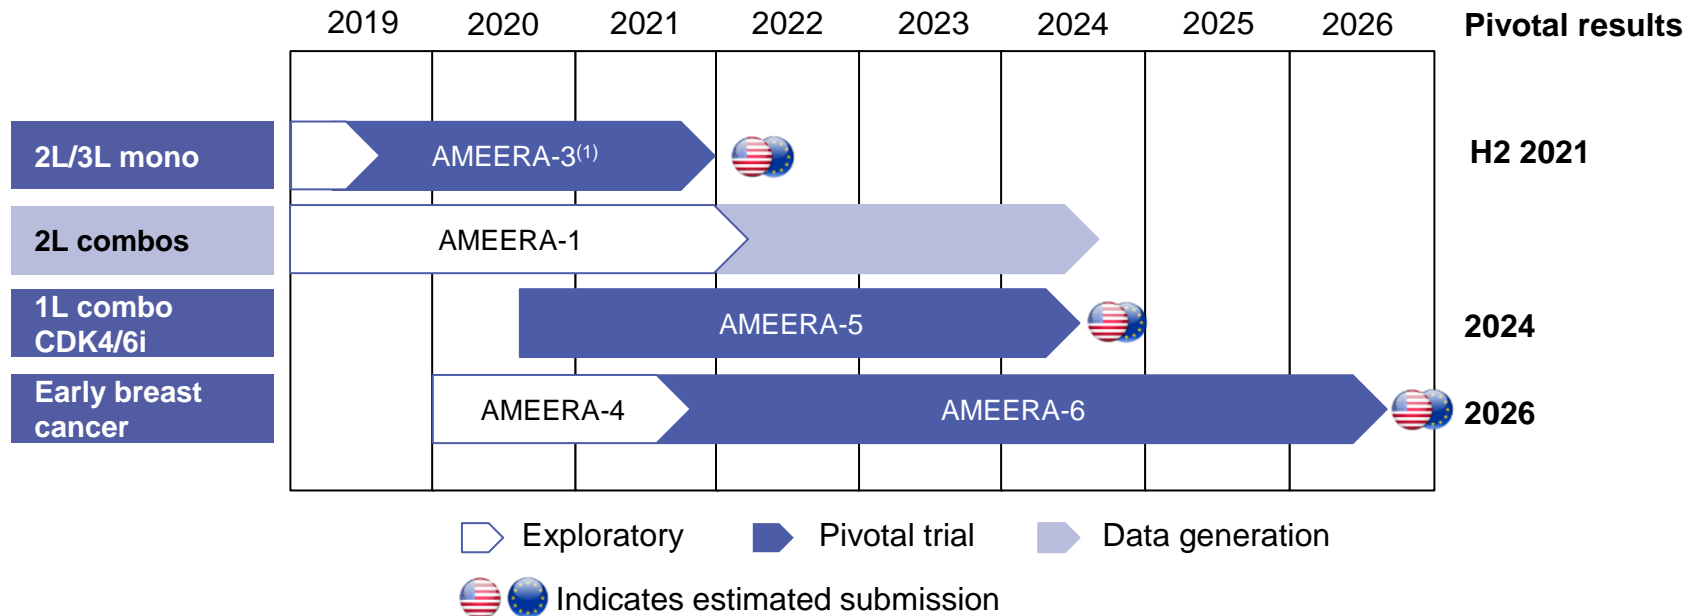 2019 2020 2021 2022 2023 2024 2025 2026 Pivotal results
2L/3L mono AMEERA-3(1) H2 2021
2L combos AMEERA-1
1L combo
CDK4/6i AMEERA-5 2024
Early breast
cancer AMEERA-4 AMEERA-6 2026
Exploratory Pivotal trial Data generation
Indicates estimated submission